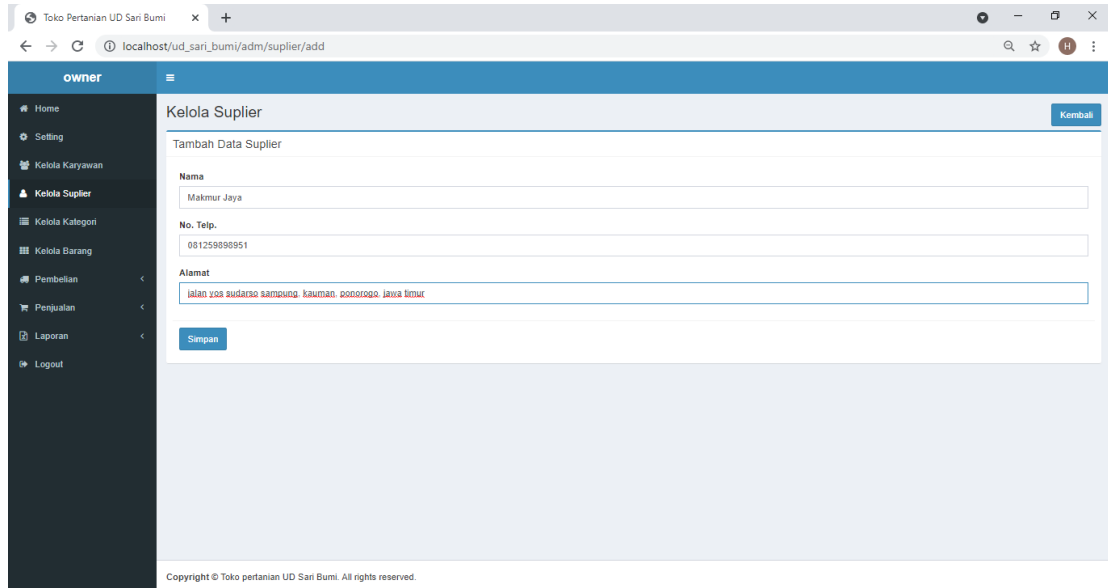 Toko Pertanian UD Sari Bumi
localhost/ud_sari_bumi/adm/suplier/add
H
owner
Home
Setting
Kelola Karyawan
Kelola Suplier
Kelola Kategori
Kelola Barang
Pembelian
Penjualan
Laporan
Logout
Kelola Suplier
Kembali
Tambah Data Suplier
Nama
Makmur Jaya
No. Telp.
081259898951
Alamat
jalan yos sudarso sampung, kauman, ponorogo, jawa timur
Simpan
Copyright © Toko pertanian UD Sari Bumi. All rights reserved.